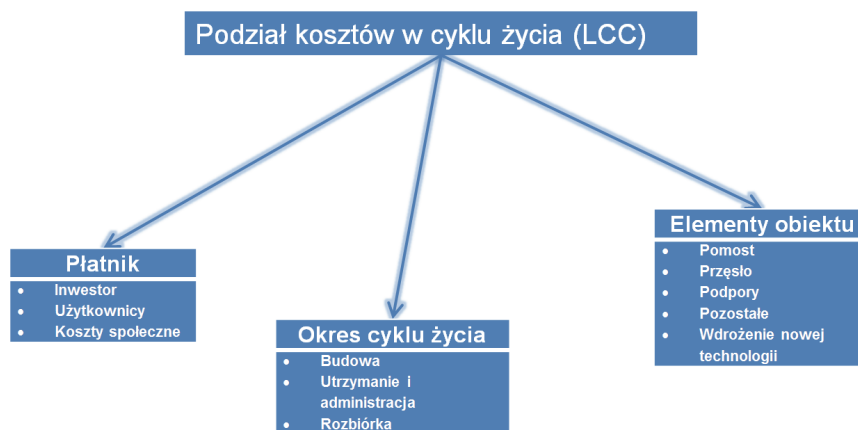 Podział kosztów w cyklu życia (LCC)
Płatnik
• Inwestor
• Użytkownicy
• Koszty społeczne
Okres cyklu życia
• Budowa
• Utrzymanie i
administracja
• Rozbiórka
Elementy obiektu
• Pomost
• Przęsło
• Podpory
• Pozostałe
• Wdrożenie nowej
technologii